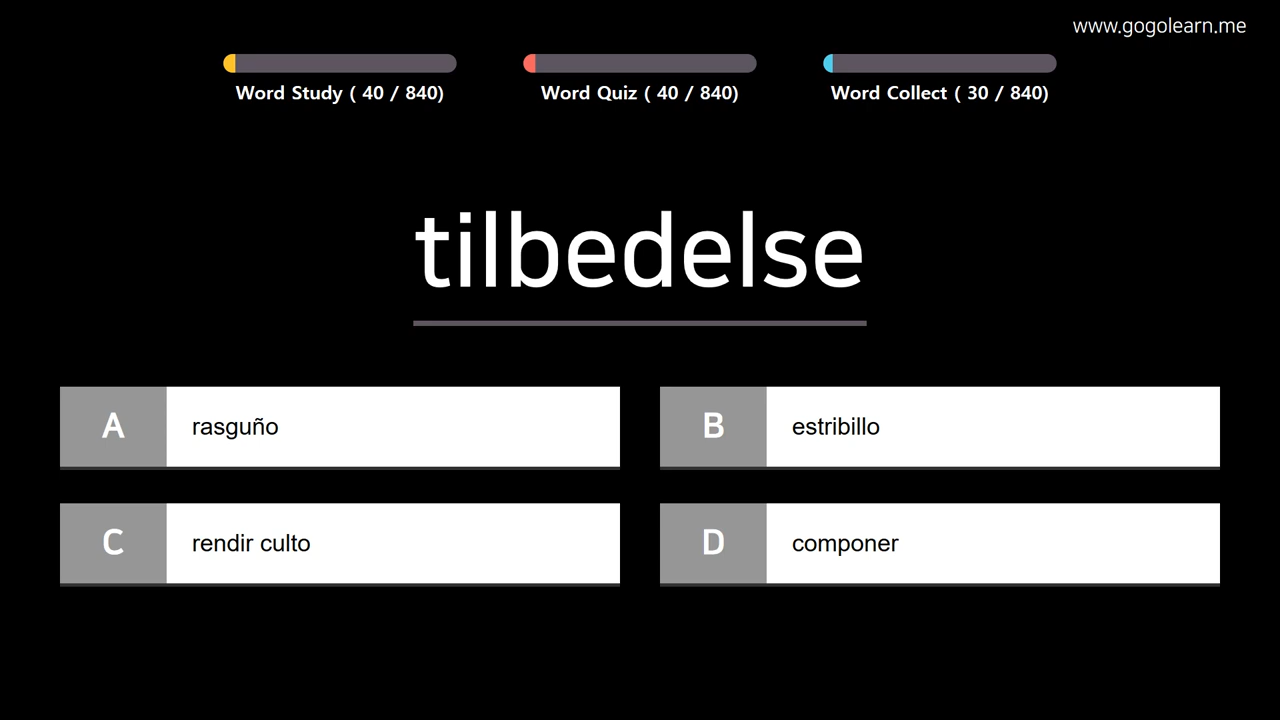 www.gogolearn.me
Word Study ( 40 / 840)
Word Quiz ( 40 / 840)
Word Collect ( 30 / 840)
tilbedelse
A rasguño
B estribillo
C rendir culto
D componer